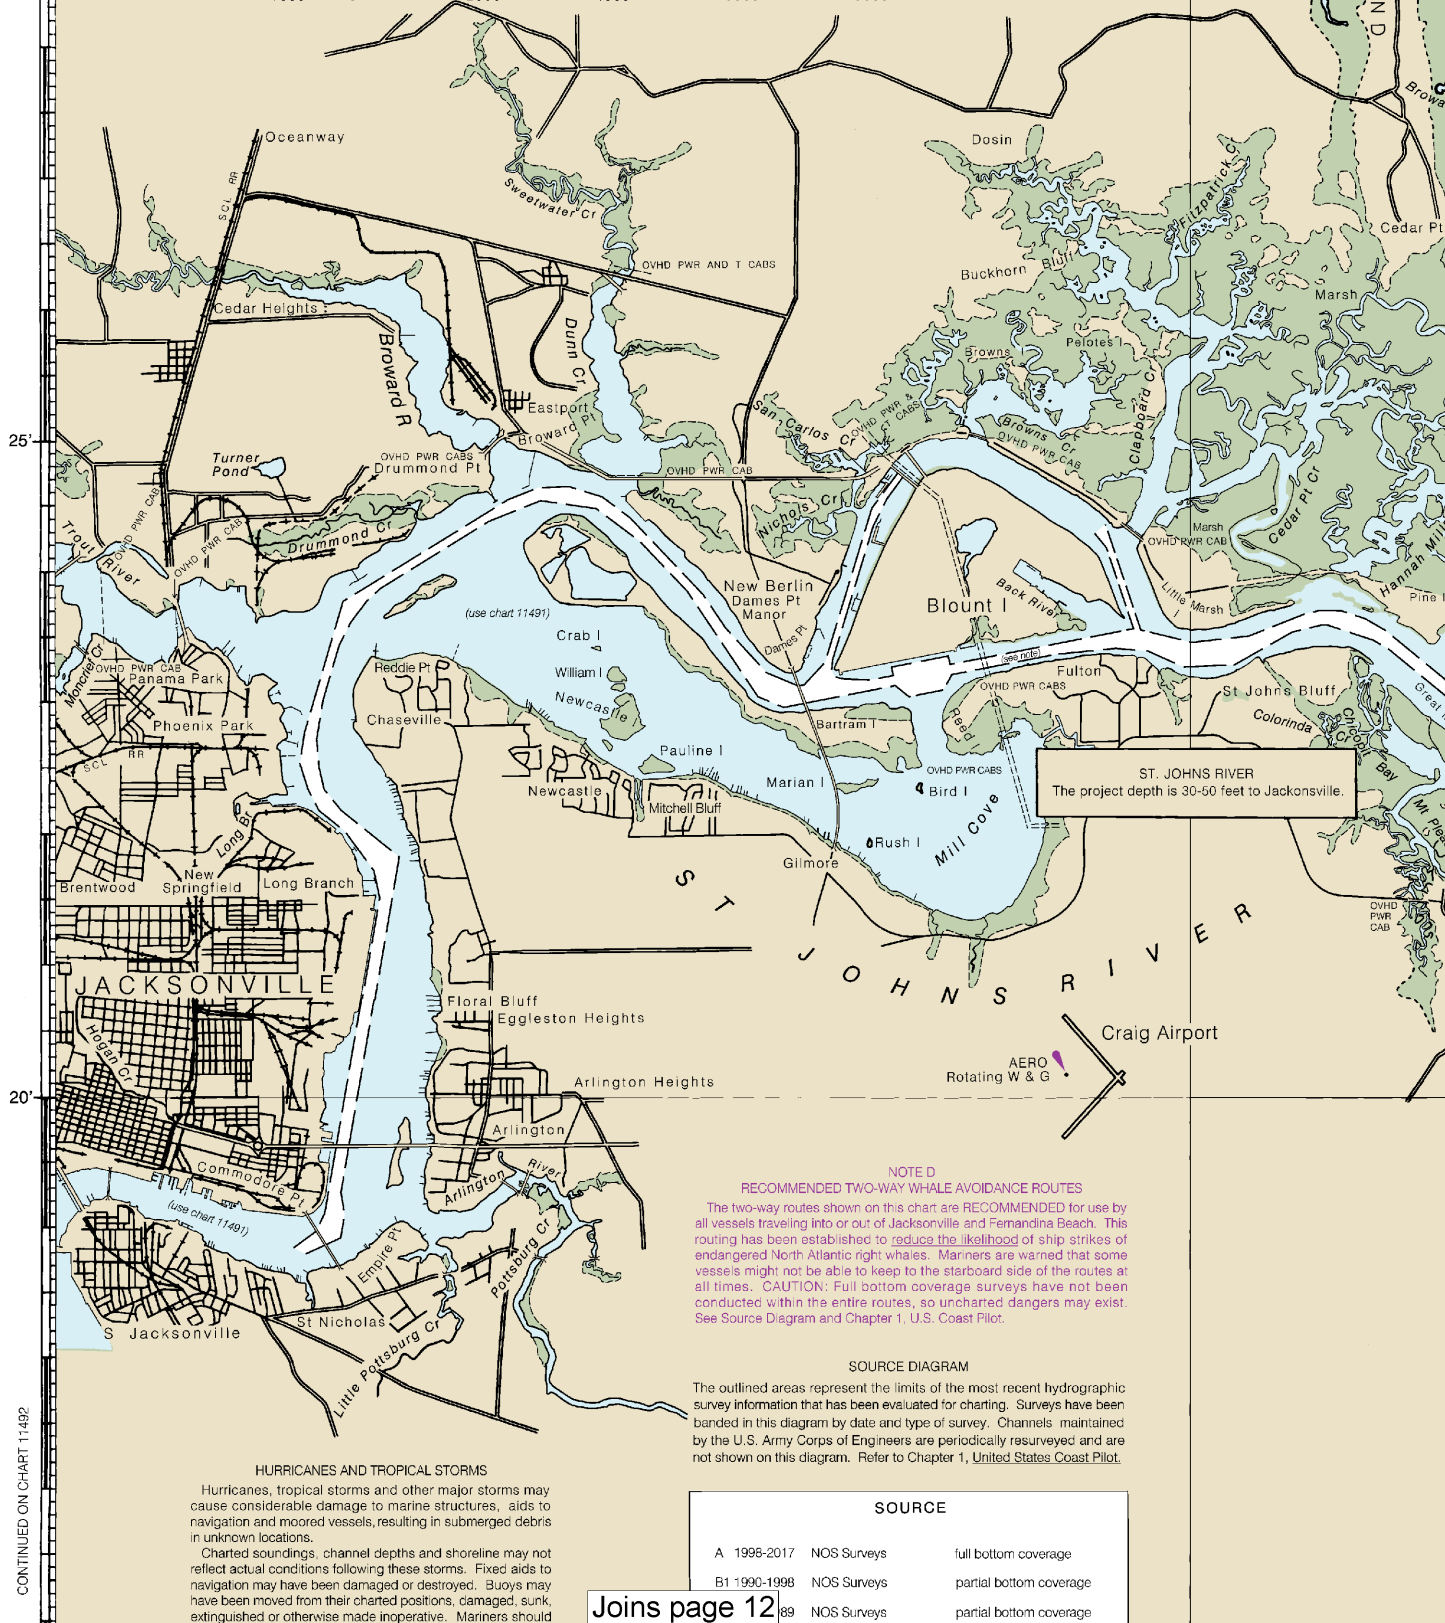 N D
Browa
G
Oceanway
SCL RR
Dosin
Fitzpatrick Cr
Sweetwater Cr
Cedar Pt
OVHD PWR AND T CABS
Buckhorn Bluff
Marsh
Cedar Heights
Broward R
Dunn Cr
Browns I
Pelotes I
Eastport
Broward Pt
San Carlos Cr
OVHD PWR &
T CABS
Clapboard Cr
Browns Cr
OVHD PWR CAB
25'
Turner
Pond
OVHD PWR CABS
Drummond Pt
OVHD PWR CAB
Nichols Cr
Cedar Pt Cr
Trout
River
OVHD PWR CAB
OVHD PWR CAB
Drummond Cr
Marsh
OVHD PWR CAB
Hannah Mill
New Berlin
Dames Pt
Manor
Back River
Little Marsh
I
Pine I
(use chart 11491)
Blount I
Crab I
Dames Pt
(see note)
Moncrief Cr
OVHD PWR CAB
Panama Park
Reddie Pt
William I
Newcastle I
Fulton
OVHD PWR CABS
St Johns Bluff
Great
Phoenix Park
Chaseville
Bartram I
Reed
Colorinda
Cr
Chicopit Bay
SCL RR
Pauline I
OVHD PWR CABS
ST. JOHNS RIVER
The project depth is 30-50 feet to Jackonsville.
Newcastle
Marian I
Bird I
Mill Cove
Mitchell Bluff
Mt Plea
Long Br
Rush I
Gilmore
Brentwood
New
Springfield
Long Branch
ST JOHNS RIVER
OVHD
PWR
CAB
JACKSONVILLE
Floral Bluff
Eggleston Heights
Hogan Cr
Craig Airport
AERO
Rotating W & G
Arlington Heights
20'
Arlington
Commodore Pt
Arlington River
(use chart 11491)
Empire Pt
Pottsburg Cr
St Nicholas
S Jacksonville
Little Pottsburg Cr
NOTE D
RECOMMENDED TWO-WAY WHALE AVOIDANCE ROUTES
The two-way routes shown on this chart are RECOMMENDED for use by
all vessels traveling into or out of Jacksonville and Fernandina Beach. This
routing has been established to reduce the likelihood of ship strikes of
endangered North Atlantic right whales. Mariners are warned that some
vessels might not be able to keep to the starboard side of the routes at
all times. CAUTION: Full bottom coverage surveys have not been
conducted within the entire routes, so uncharted dangers may exist.
See Source Diagram and Chapter 1, U.S. Coast Pilot.
SOURCE DIAGRAM
The outlined areas represent the limits of the most recent hydrographic
survey information that has been evaluated for charting. Surveys have been
banded in this diagram by date and type of survey. Channels maintained
by the U.S. Army Corps of Engineers are periodically resurveyed and are
not shown on this diagram. Refer to Chapter 1, United States Coast Pilot.
CONTINUED ON CHART 11492
HURRICANES AND TROPICAL STORMS
Hurricanes, tropical storms and other major storms may
cause considerable damage to marine structures, aids to
navigation and moored vessels, resulting in submerged debris
in unknown locations.
Charted soundings, channel depths and shoreline may not
reflect actual conditions following these storms. Fixed aids to
navigation may have been damaged or destroyed. Buoys may
have been moved from their charted positions, damaged, sunk,
extinguished or otherwise made inoperative. Mariners should
SOURCE
A 1998-2017 NOS Surveys full bottom coverage
B1 1990-1998 NOS Surveys partial bottom coverage
89 NOS Surveys partial bottom coverage
Joins page 12